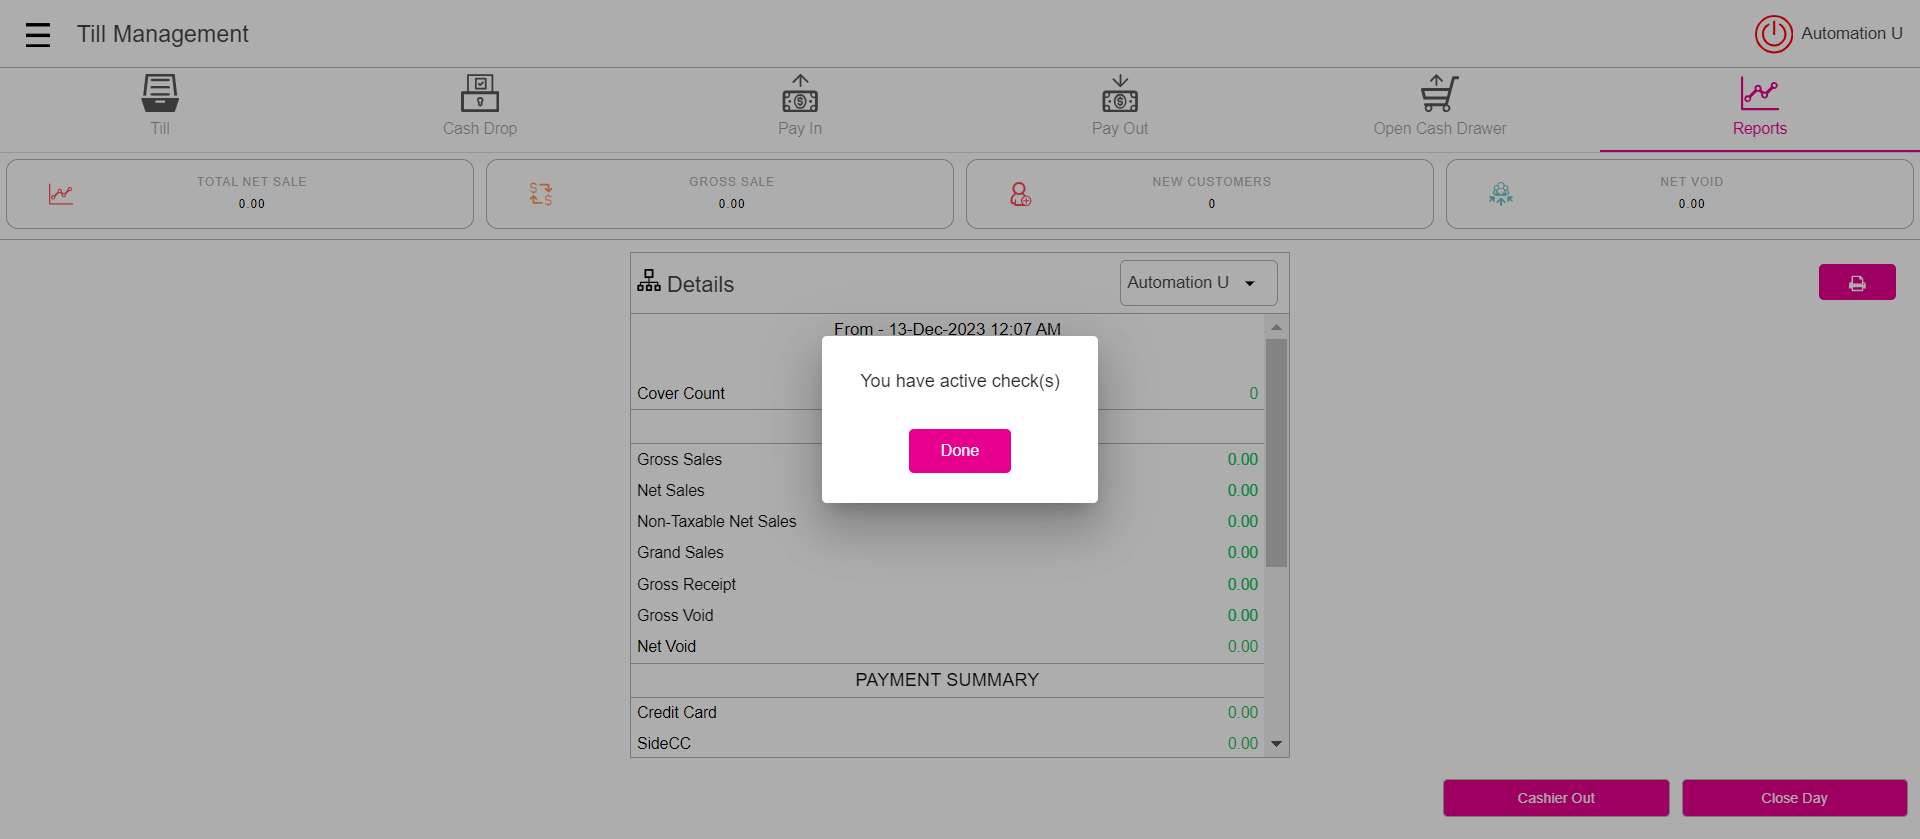 Till Management
Automation U
Till
Cash Drop
Pay In
Pay Out
Open Cash Drawer
Reports
TOTAL NET SALE
0.00
GROSS SALE
0.00
NEW CUSTOMERS
0
NET VOID
0.00
Details
Automation U
From - 13-Dec-2023 12:07 AM
You have active check(s)
Done
Cover Count 0
Gross Sales 0.00
Net Sales 0.00
Non-Taxable Net Sales 0.00
Grand Sales 0.00
Gross Receipt 0.00
Gross Void 0.00
Net Void 0.00
PAYMENT SUMMARY
Credit Card 0.00
SideCC 0.00
Cashier Out
Close Day